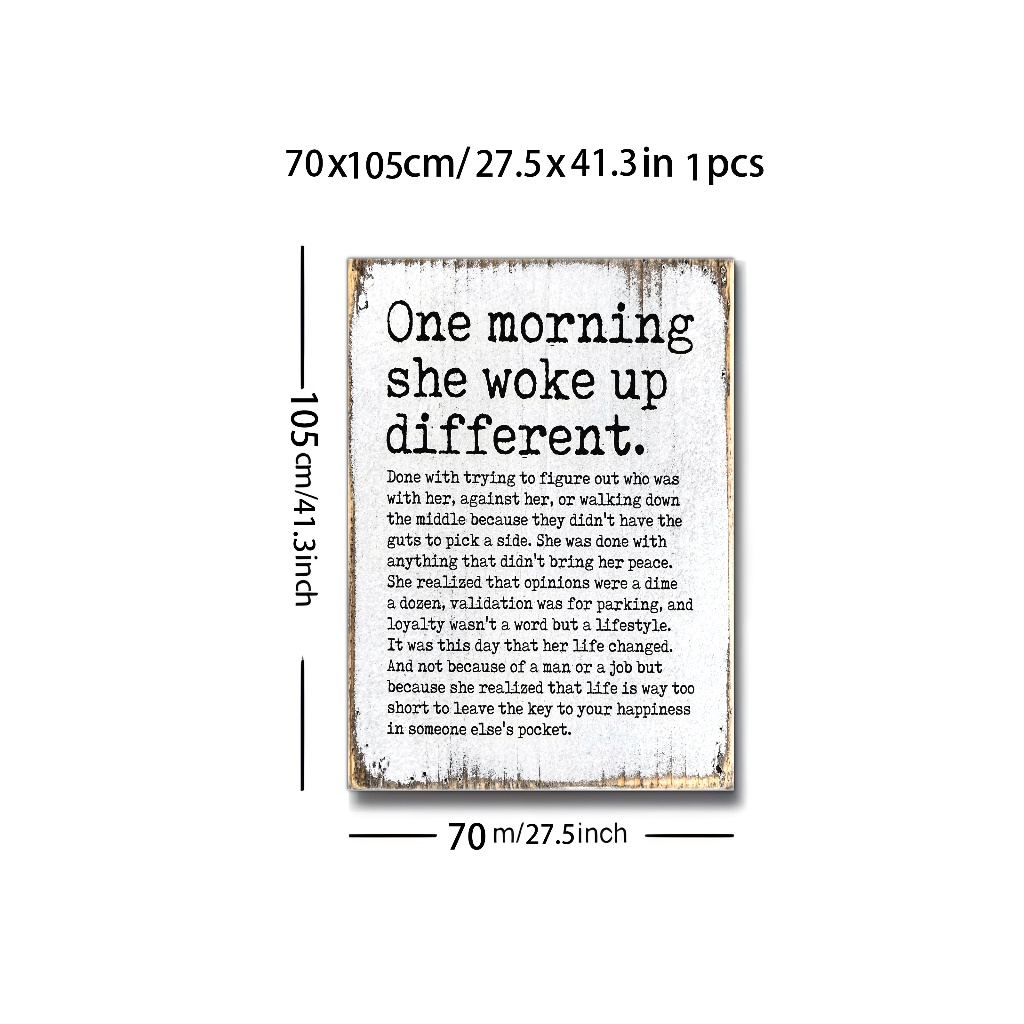 70x105cm/27.5x41.3in 1pcs
One morning
she woke up
different.
Done with trying to figure out who was
with her, against her, or walking down
the middle because they didn't have the
guts to pick a side. She was done with
anything that didn't bring her peace.
She realized that opinions were a dime
a dozen, validation was for parking, and
loyalty wasn't a word but a lifestyle.
It was this day that her life changed.
And not because of a man or a job but
because she realized that life is way too
short to leave the key to your happiness
in someone else's pocket.
105cm/41.3inch
70m/27.5inch